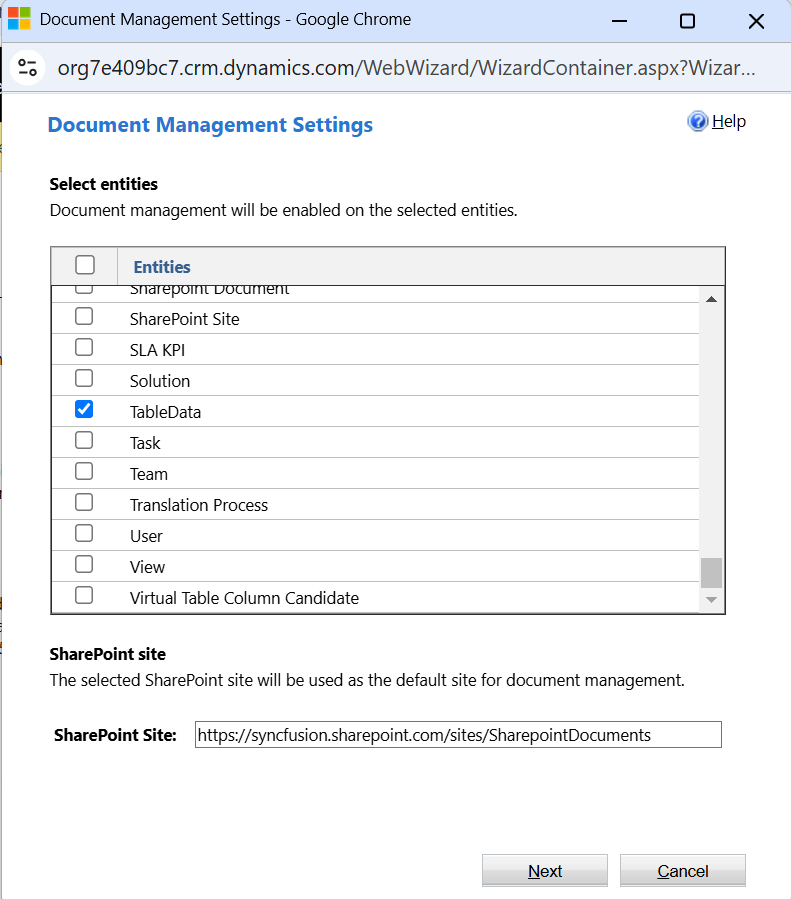 Document Management Settings - Google Chrome
org7e409bc7.crm.dynamics.com/WebWizard/WizardContainer.aspx?Wizar...
Document Management Settings
Help
Select entities
Document management will be enabled on the selected entities.
Entities
Sharepoint Document
SharePoint Site
SLA KPI
Solution
TableData
Task
Team
Translation Process
User
View
Virtual Table Column Candidate
SharePoint site
The selected SharePoint site will be used as the default site for document management.
SharePoint Site: https://syncfusion.sharepoint.com/sites/SharepointDocuments
Next Cancel